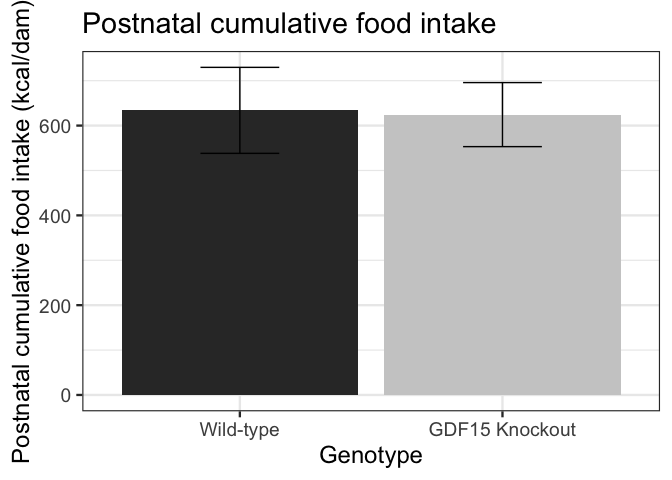 Postnatal cumulative food intake
Postnatal cumulative food intake (kcal/dam)
600
400
200
0
Wild-type
GDF15 Knockout
Genotype